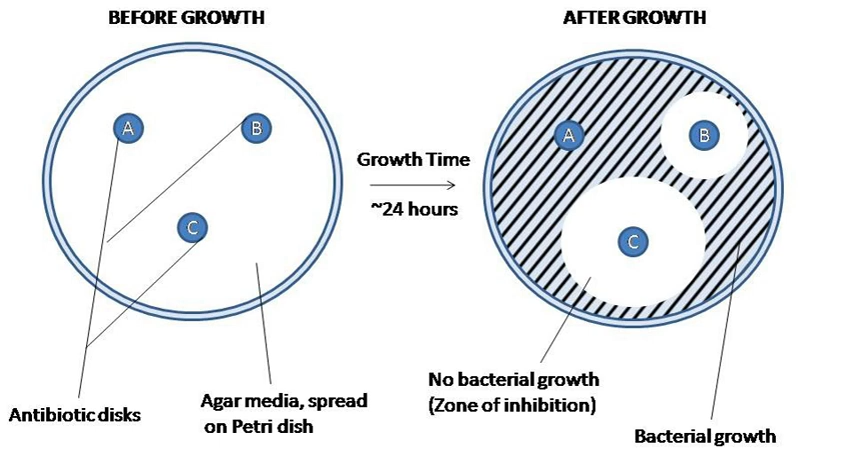 BEFORE GROWTH
AFTER GROWTH
A
B
C
Growth Time
~24 hours
A
B
C
Antibiotic disks
Agar media, spread
on Petri dish
No bacterial growth
(Zone of inhibition)
Bacterial growth